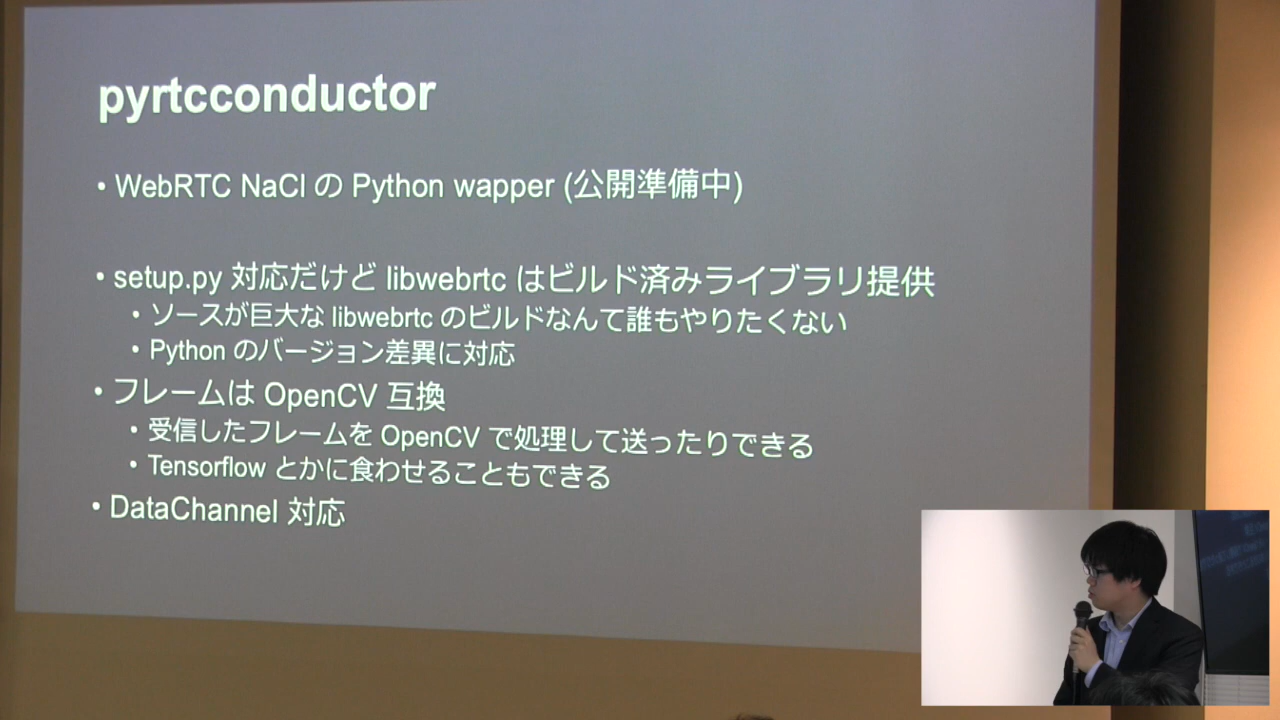 pyrtcconductor
• WebRTC NaCl の Python wapper (公開準備中)
• setup.py 対応だけど libwebrtc はビルド済みライブラリ提供
• ソースが巨大な libwebrtc のビルドなんて誰もやりたくない
• Python のバージョン差異に対応
• フレームは OpenCV 互換
• 受信したフレームを OpenCV で処理して送ったりできる
• Tensorflow とかに食わせることもできる
• DataChannel 対応